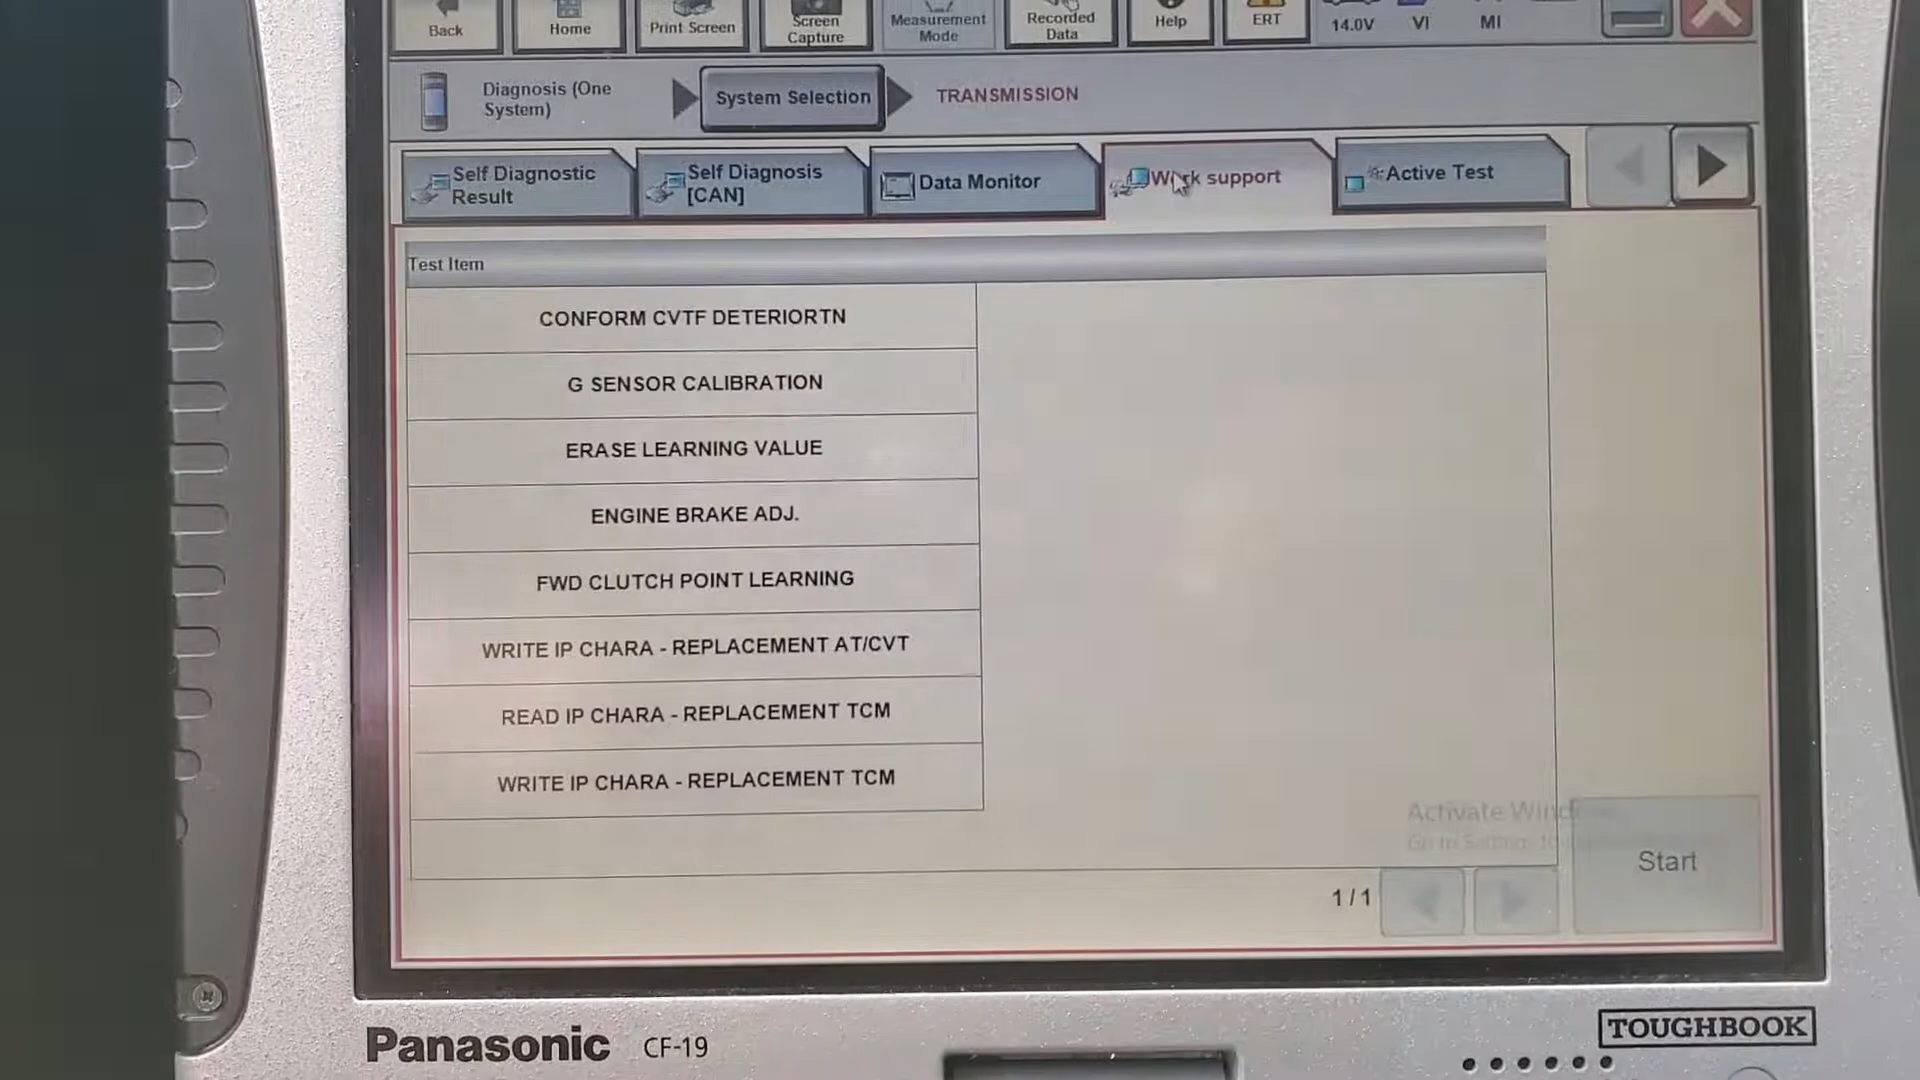 Back
Home
Print Screen
Screen
Capture
Measurement
Mode
Recorded
Data
Help
ERT
14.0V
VI
MI
Diagnosis (One
System)
System Selection
TRANSMISSION
Self Diagnostic
Result
Self Diagnosis
[CAN]
Data Monitor
Work support
Active Test
Test Item
CONFORM CVTF DETERIORTN
G SENSOR CALIBRATION
ERASE LEARNING VALUE
ENGINE BRAKE ADJ.
FWD CLUTCH POINT LEARNING
WRITE IP CHARA - REPLACEMENT AT/CVT
READ IP CHARA - REPLACEMENT TCM
WRITE IP CHARA - REPLACEMENT TCM
Activate Windows
Go to Settings to
Start
1 / 1
Panasonic CF-19
TOUGHBOOK